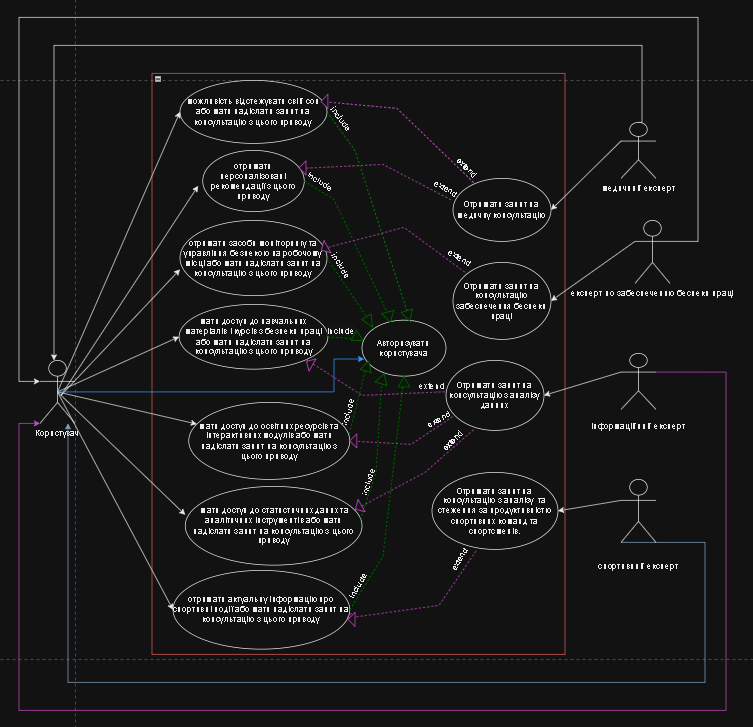 можливість відстежувати свій сон
або мати надіслати запит на
консультацію з цього приводу
include
отримати
персоналізовані
рекомендації з цього
приводу
include
extend
extend
Отримати запит на
медичну консультацію
медичний експерт
отримати засоби моніторингу та
управління безпекою на робочому
місці або мати надіслати запит на
консультацію з цього приводу
include
extend
Отримати запит на
консультацію
забезпечення безпеки
праці
експерт по забезпеченню безпеки праці
мати доступ до навчальних
матеріалів і курсів з безпеки праці
або мати надіслати запит на
консультацію з цього приводу
include
Авторизувати
користувача
extend
Отримати запит на
консультацію з аналізу
даних
Інформаційний експерт
Користувач
мати доступ до освітніх ресурсів та
інтерактивних модулів або мати
надіслати запит на консультацію з
цього приводу
include
extend
extend
мати доступ до статистичних даних та
аналітичних інструментів або мати
надіслати запит на консультацію з цього
приводу
include
Отримати запит на
консультацію з аналізу та
стеження за продуктивністю
спортивних команд та
спортсменів.
спортивний експерт
extend
отримати актуальну інформацію про
спортивні події або мати надіслати запит на
консультацію з цього приводу
include